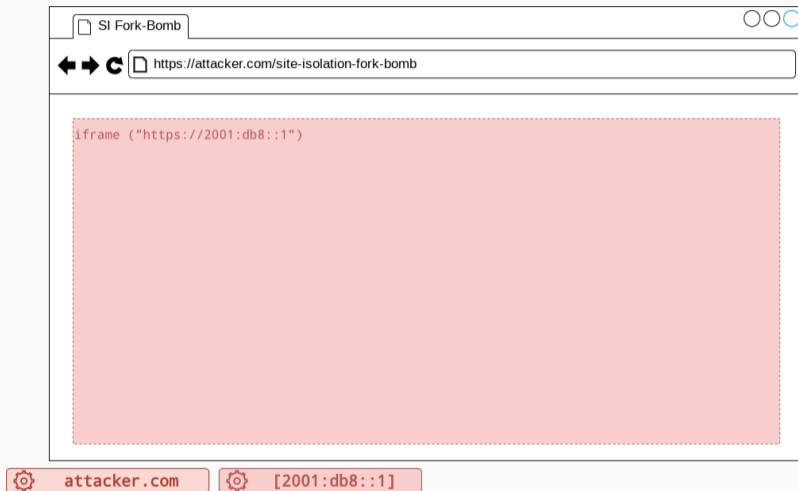 SI Fork-Bomb
https://attacker.com/site-isolation-fork-bomb
iframe ("https://2001:db8::1")
attacker.com [2001:db8::1]